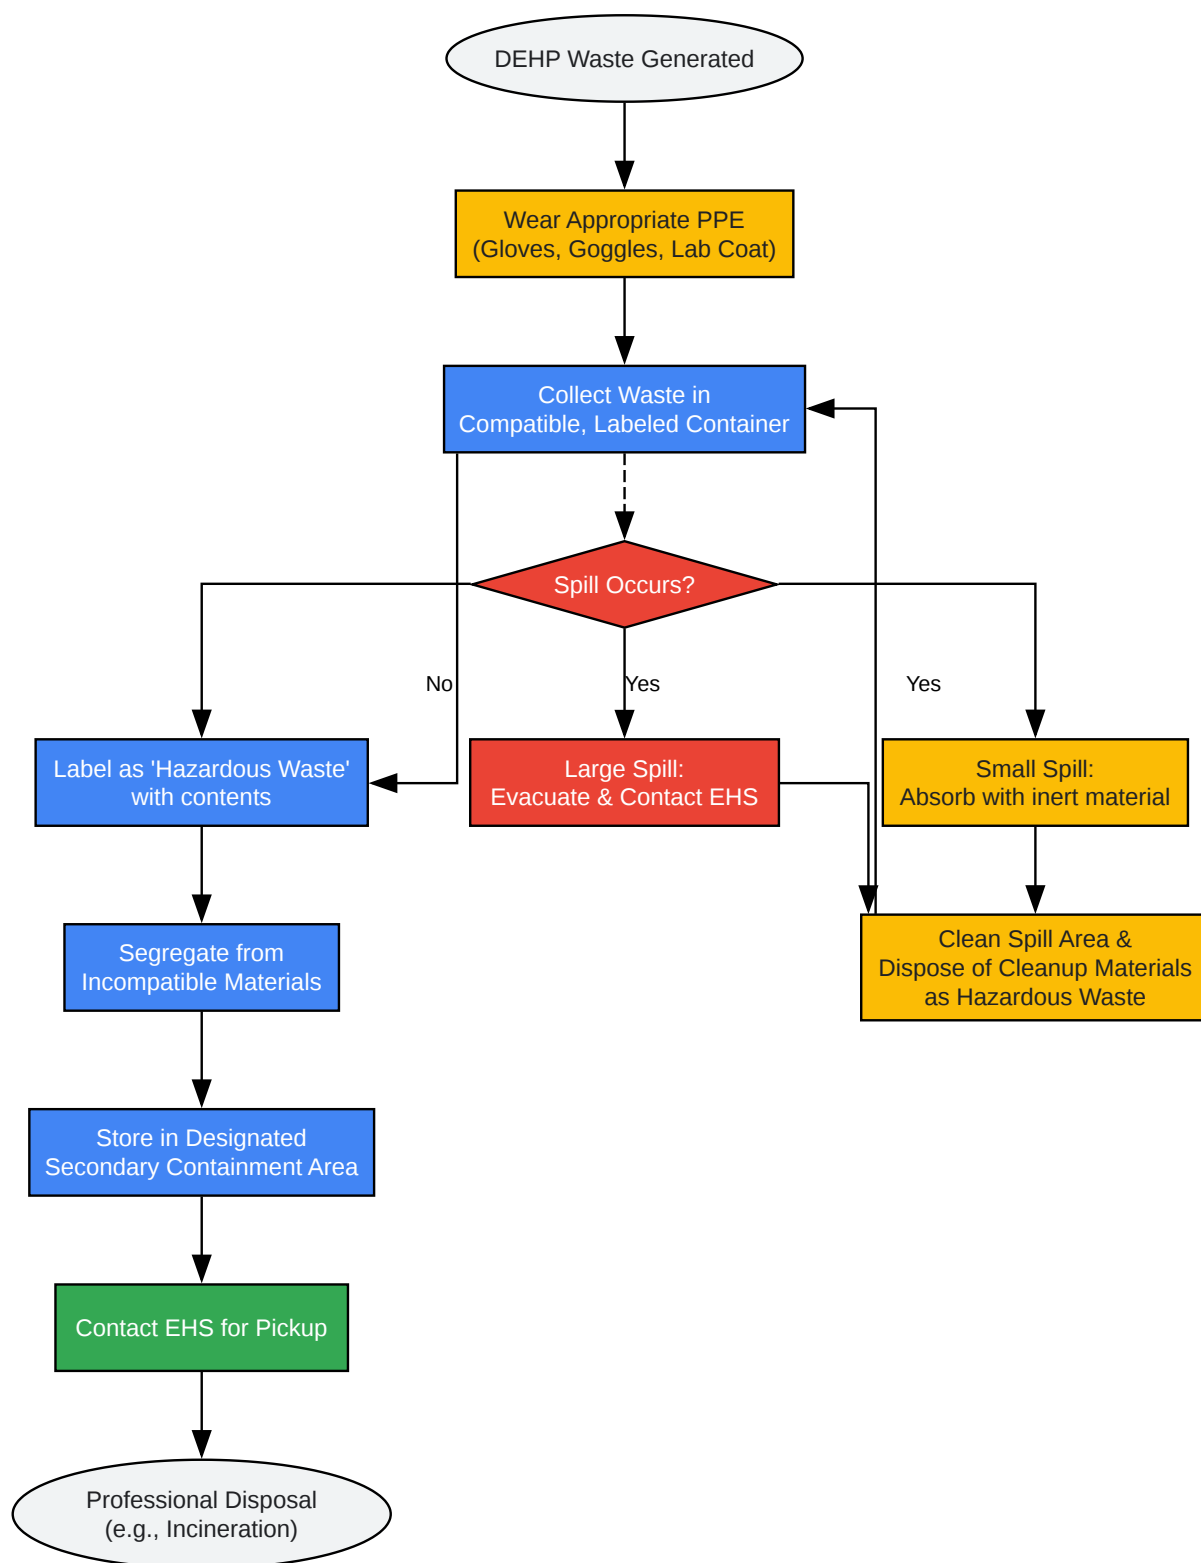 DEHP Waste Generated
Wear Appropriate PPE
(Gloves, Goggles, Lab Coat)
Collect Waste in
Compatible, Labeled Container
Spill Occurs?
No
Yes
Yes
Label as 'Hazardous Waste'
with contents
Large Spill:
Evacuate & Contact EHS
Small Spill:
Absorb with inert material
Segregate from
Incompatible Materials
Clean Spill Area &
Dispose of Cleanup Materials
as Hazardous Waste
Store in Designated
Secondary Containment Area
Contact EHS for Pickup
Professional Disposal
(e.g., Incineration)